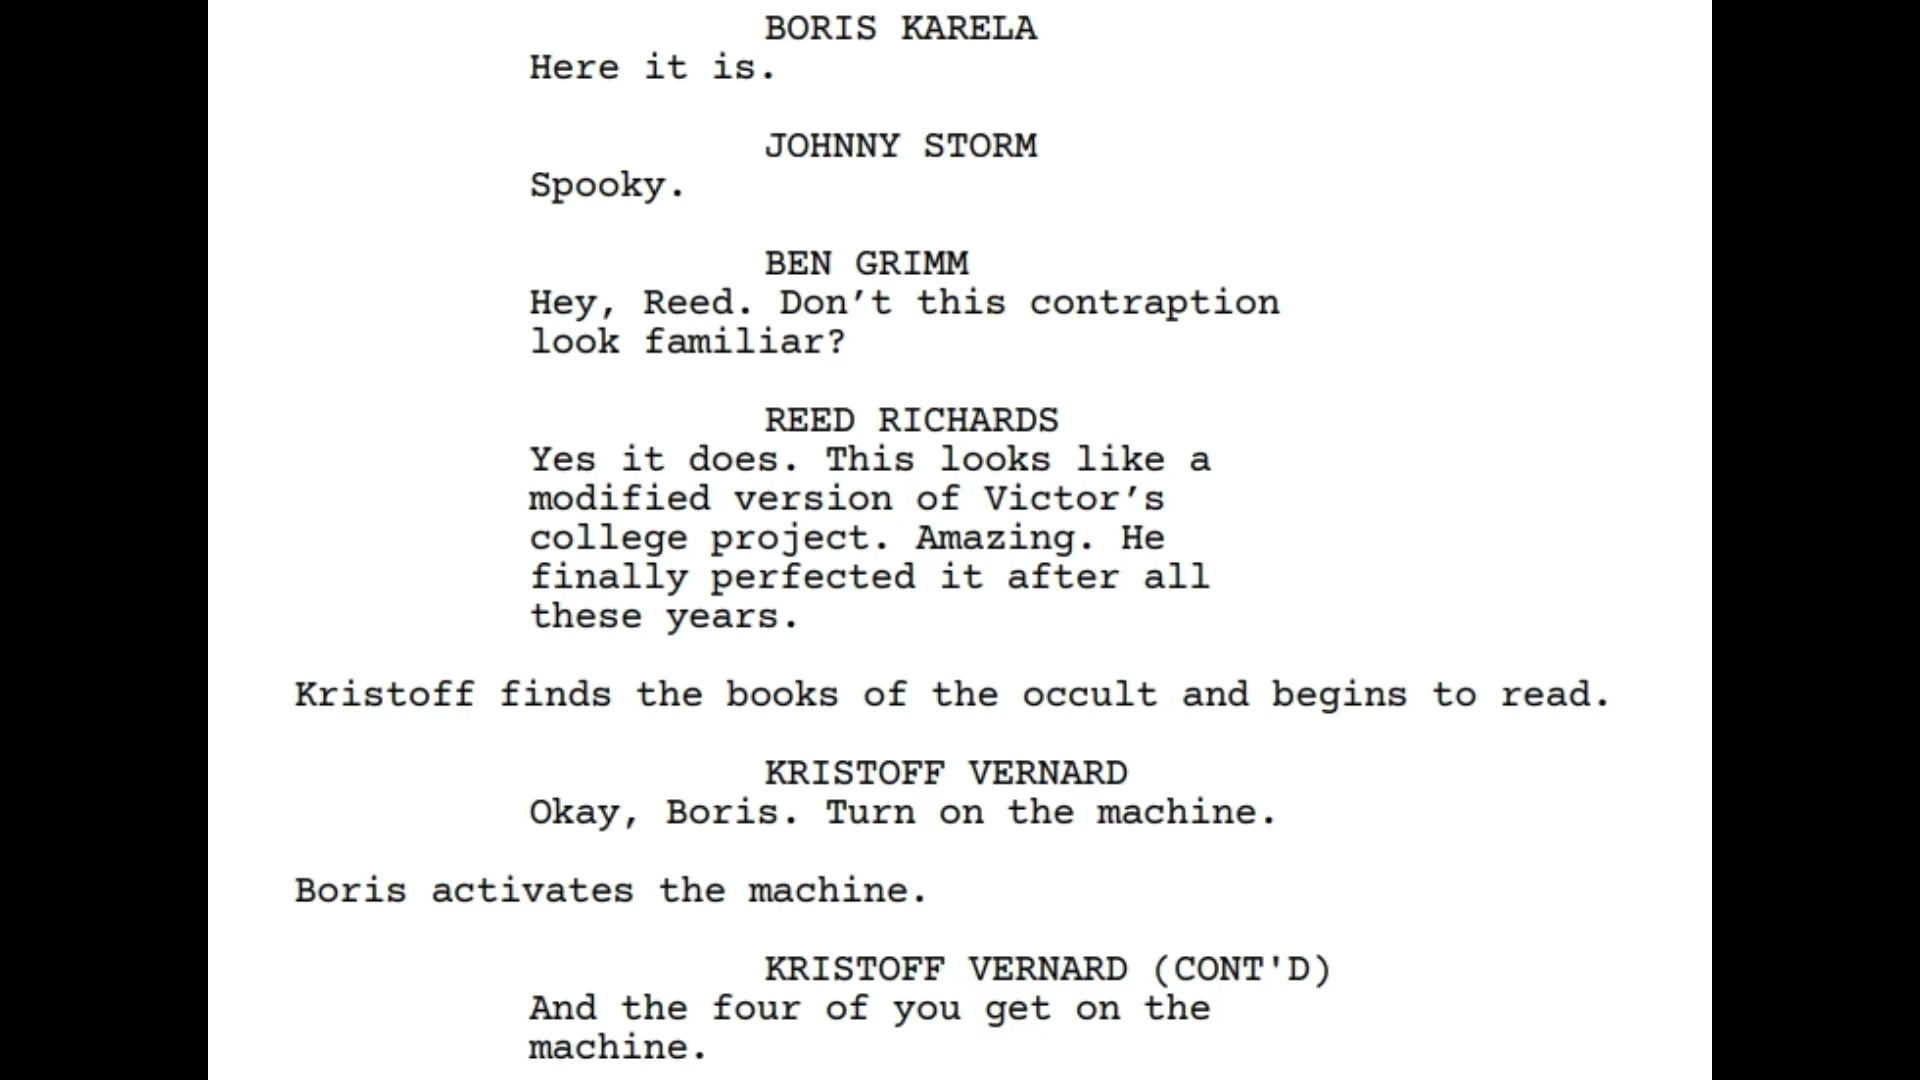 BORIS KARELA
Here it is.
JOHNNY STORM
Spooky.
BEN GRIMM
Hey, Reed. Don’t this contraption
look familiar?
REED RICHARDS
Yes it does. This looks like a
modified version of Victor’s
college project. Amazing. He
finally perfected it after all
these years.
Kristoff finds the books of the occult and begins to read.
KRISTOFF VERNARD
Okay, Boris. Turn on the machine.
Boris activates the machine.
KRISTOFF VERNARD (CONT'D)
And the four of you get on the
machine.